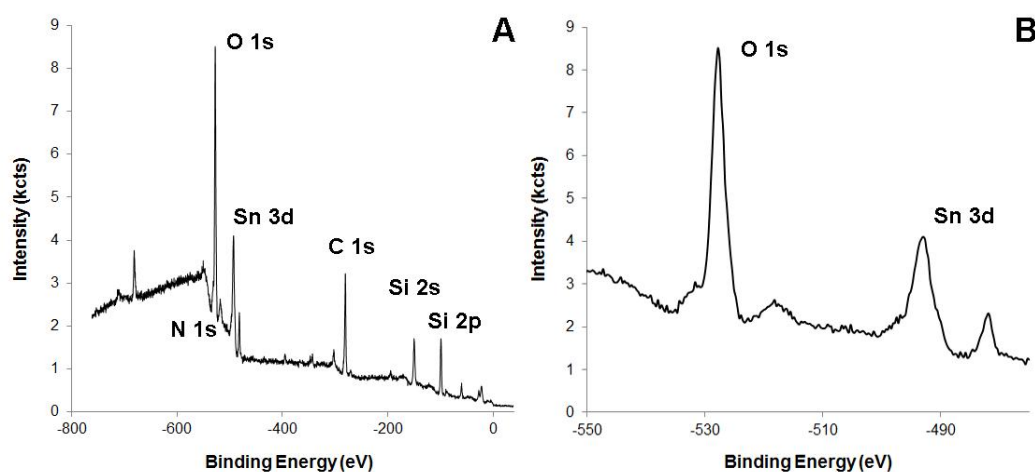 A
9
8
7
6
5
4
3
2
1
0
Intensity (kcts)
O 1s
Sn 3d
N 1s
C 1s
Si 2s
Si 2p
-800
-600
-400
-200
0
Binding Energy (eV)
B
9
8
7
6
5
4
3
2
1
0
Intensity (kcts)
O 1s
Sn 3d
-550
-530
-510
-490
Binding Energy (eV)